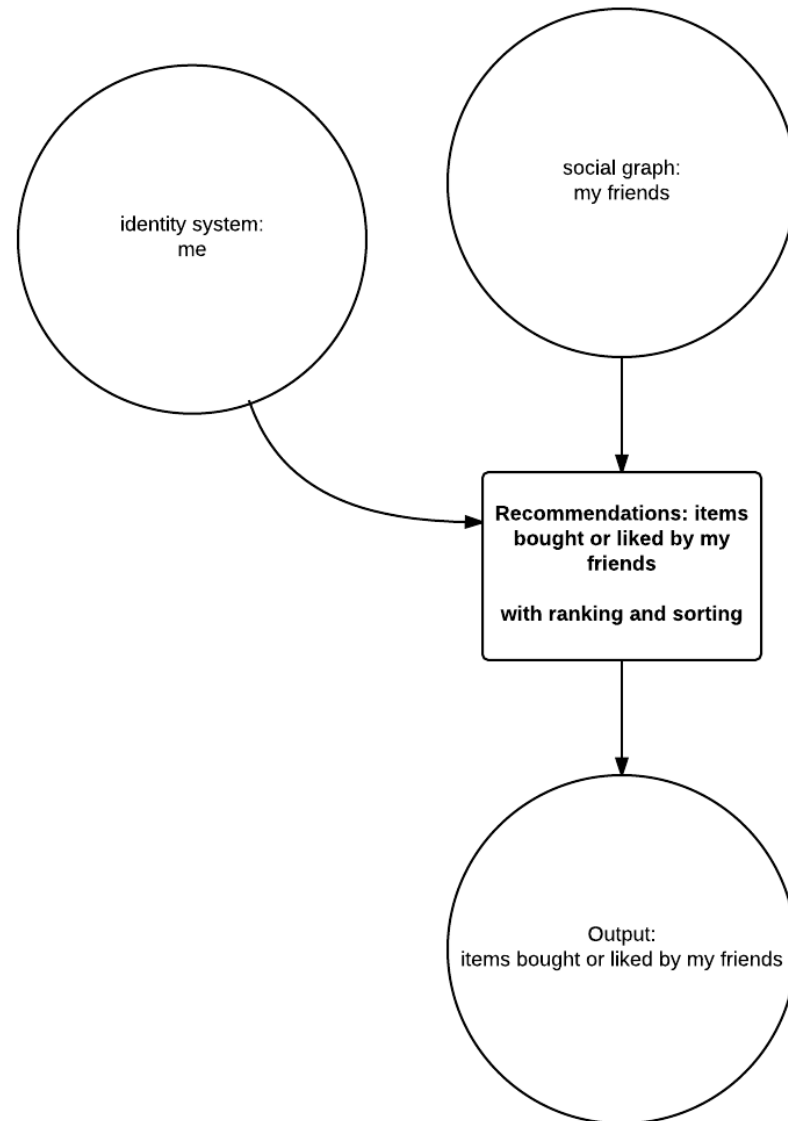 social graph:
my friends
identity system:
me
Recommendations: items
bought or liked by my
friends
with ranking and sorting
Output:
items bought or liked by my friends